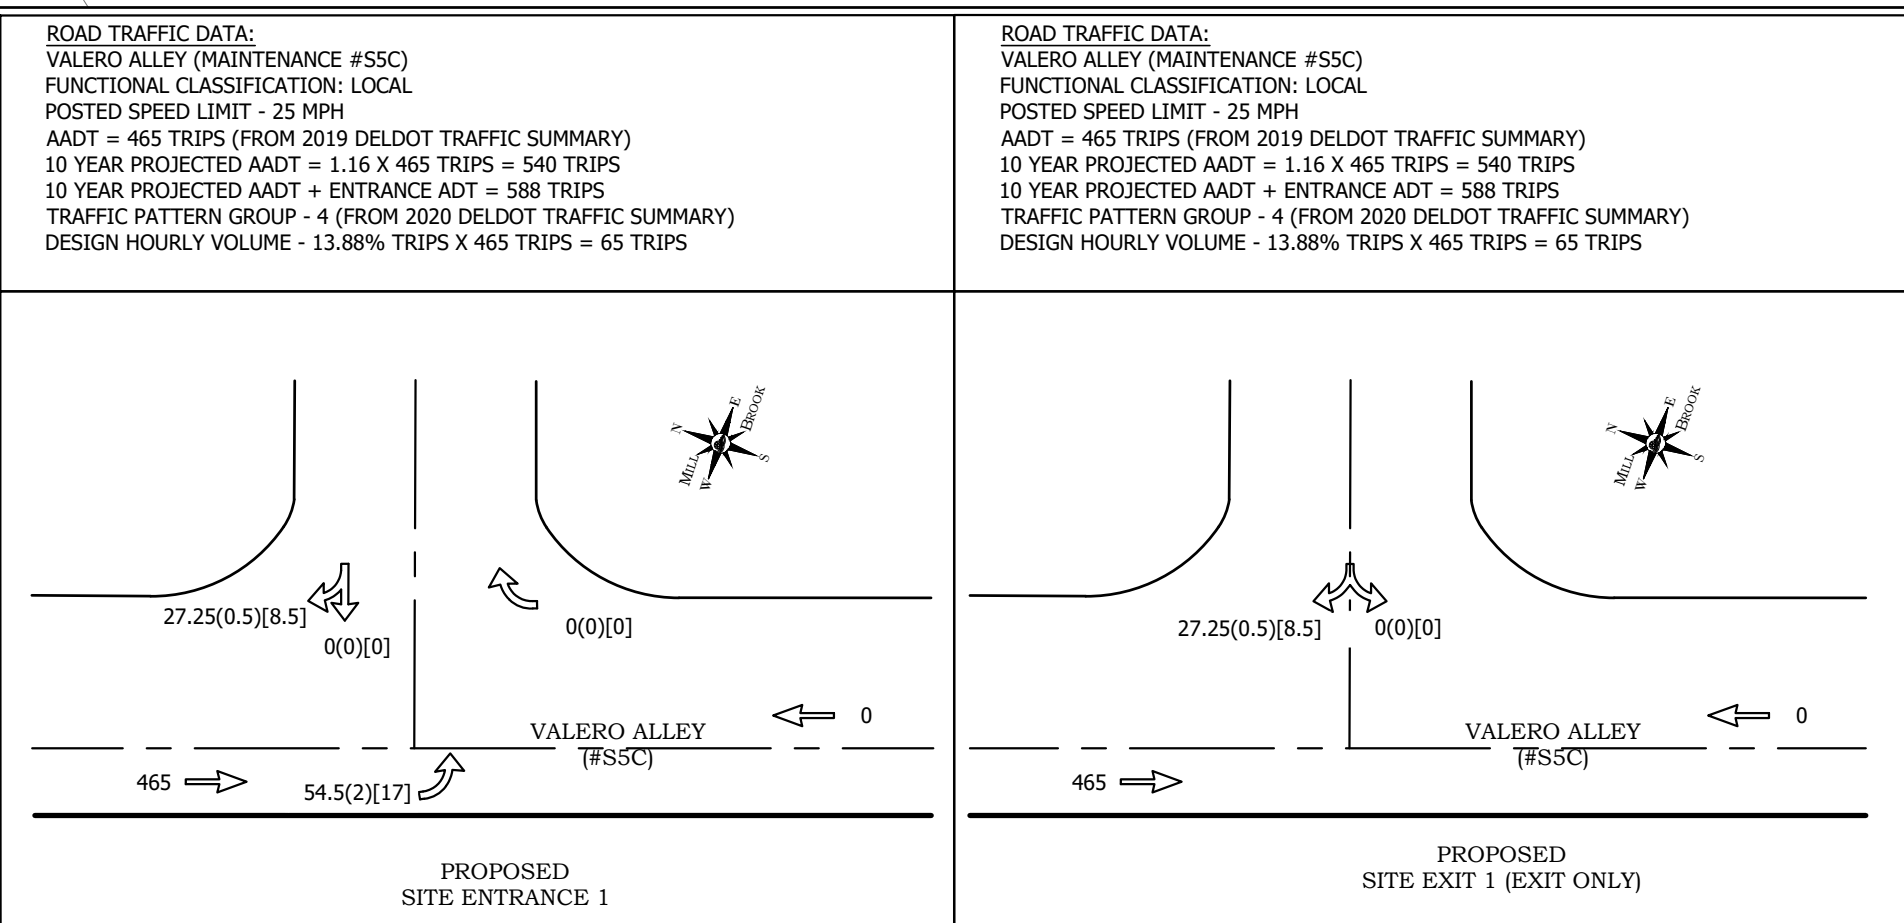 ROAD TRAFFIC DATA:
VALERO ALLEY (MAINTENANCE #S5C)
FUNCTIONAL CLASSIFICATION: LOCAL
POSTED SPEED LIMIT - 25 MPH
AADT = 465 TRIPS (FROM 2019 DELDOT TRAFFIC SUMMARY)
10 YEAR PROJECTED AADT = 1.16 X 465 TRIPS = 540 TRIPS
10 YEAR PROJECTED AADT + ENTRANCE ADT = 588 TRIPS
TRAFFIC PATTERN GROUP - 4 (FROM 2020 DELDOT TRAFFIC SUMMARY)
DESIGN HOURLY VOLUME - 13.88% TRIPS X 465 TRIPS = 65 TRIPS
N
E
S
W
MILL
BROOK
27.25(0.5)[8.5]
0(0)[0]
0(0)[0]
0
VALERO ALLEY
(#S5C)
465
54.5(2)[17]
PROPOSED
SITE ENTRANCE 1
ROAD TRAFFIC DATA:
VALERO ALLEY (MAINTENANCE #S5C)
FUNCTIONAL CLASSIFICATION: LOCAL
POSTED SPEED LIMIT - 25 MPH
AADT = 465 TRIPS (FROM 2019 DELDOT TRAFFIC SUMMARY)
10 YEAR PROJECTED AADT = 1.16 X 465 TRIPS = 540 TRIPS
10 YEAR PROJECTED AADT + ENTRANCE ADT = 588 TRIPS
TRAFFIC PATTERN GROUP - 4 (FROM 2020 DELDOT TRAFFIC SUMMARY)
DESIGN HOURLY VOLUME - 13.88% TRIPS X 465 TRIPS = 65 TRIPS
N
E
S
W
MILL
BROOK
27.25(0.5)[8.5]
0(0)[0]
0
VALERO ALLEY
(#S5C)
465
PROPOSED
SITE EXIT 1 (EXIT ONLY)